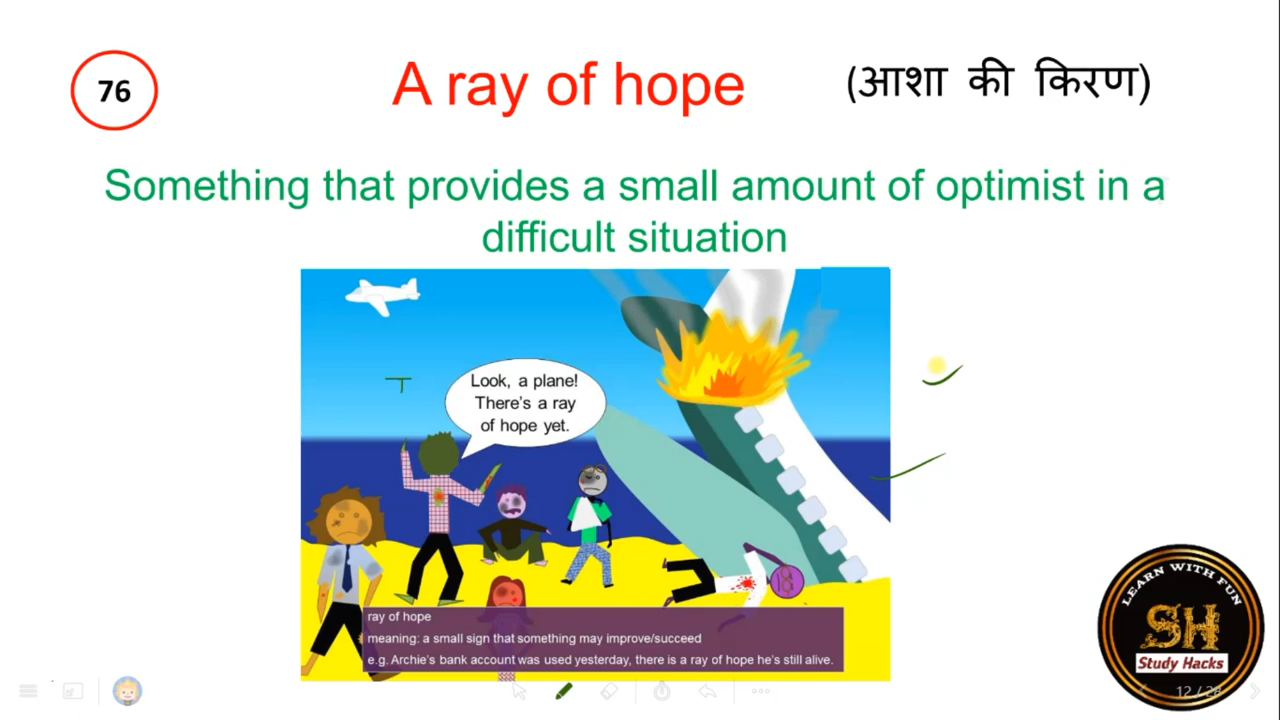 76
A ray of hope
(आशा की किरण)
Something that provides a small amount of optimist in a
difficult situation
Look, a plane!
There's a ray
of hope yet.
ray of hope
meaning: a small sign that something may improve/succeed
e.g. Archie's bank account was used yesterday, there is a ray of hope he's still alive.
LEARN WITH FUN
SH
Study Hacks